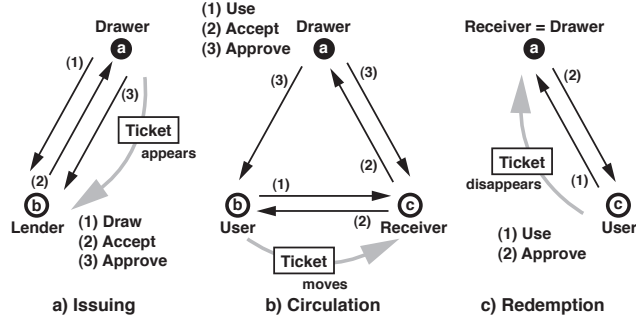 Drawer
a
(1)
(3)
Ticket
appears
(2)
b
Lender
(1) Draw
(2) Accept
(3) Approve
a) Issuing
(1) Use
(2) Accept
(3) Approve
Drawer
a
(3)
(3)
(2)
b
(1)
c
User
(2)
Receiver
Ticket
moves
b) Circulation
Receiver = Drawer
a
(2)
Ticket
disappears
(1)
c
User
(1) Use
(2) Approve
c) Redemption